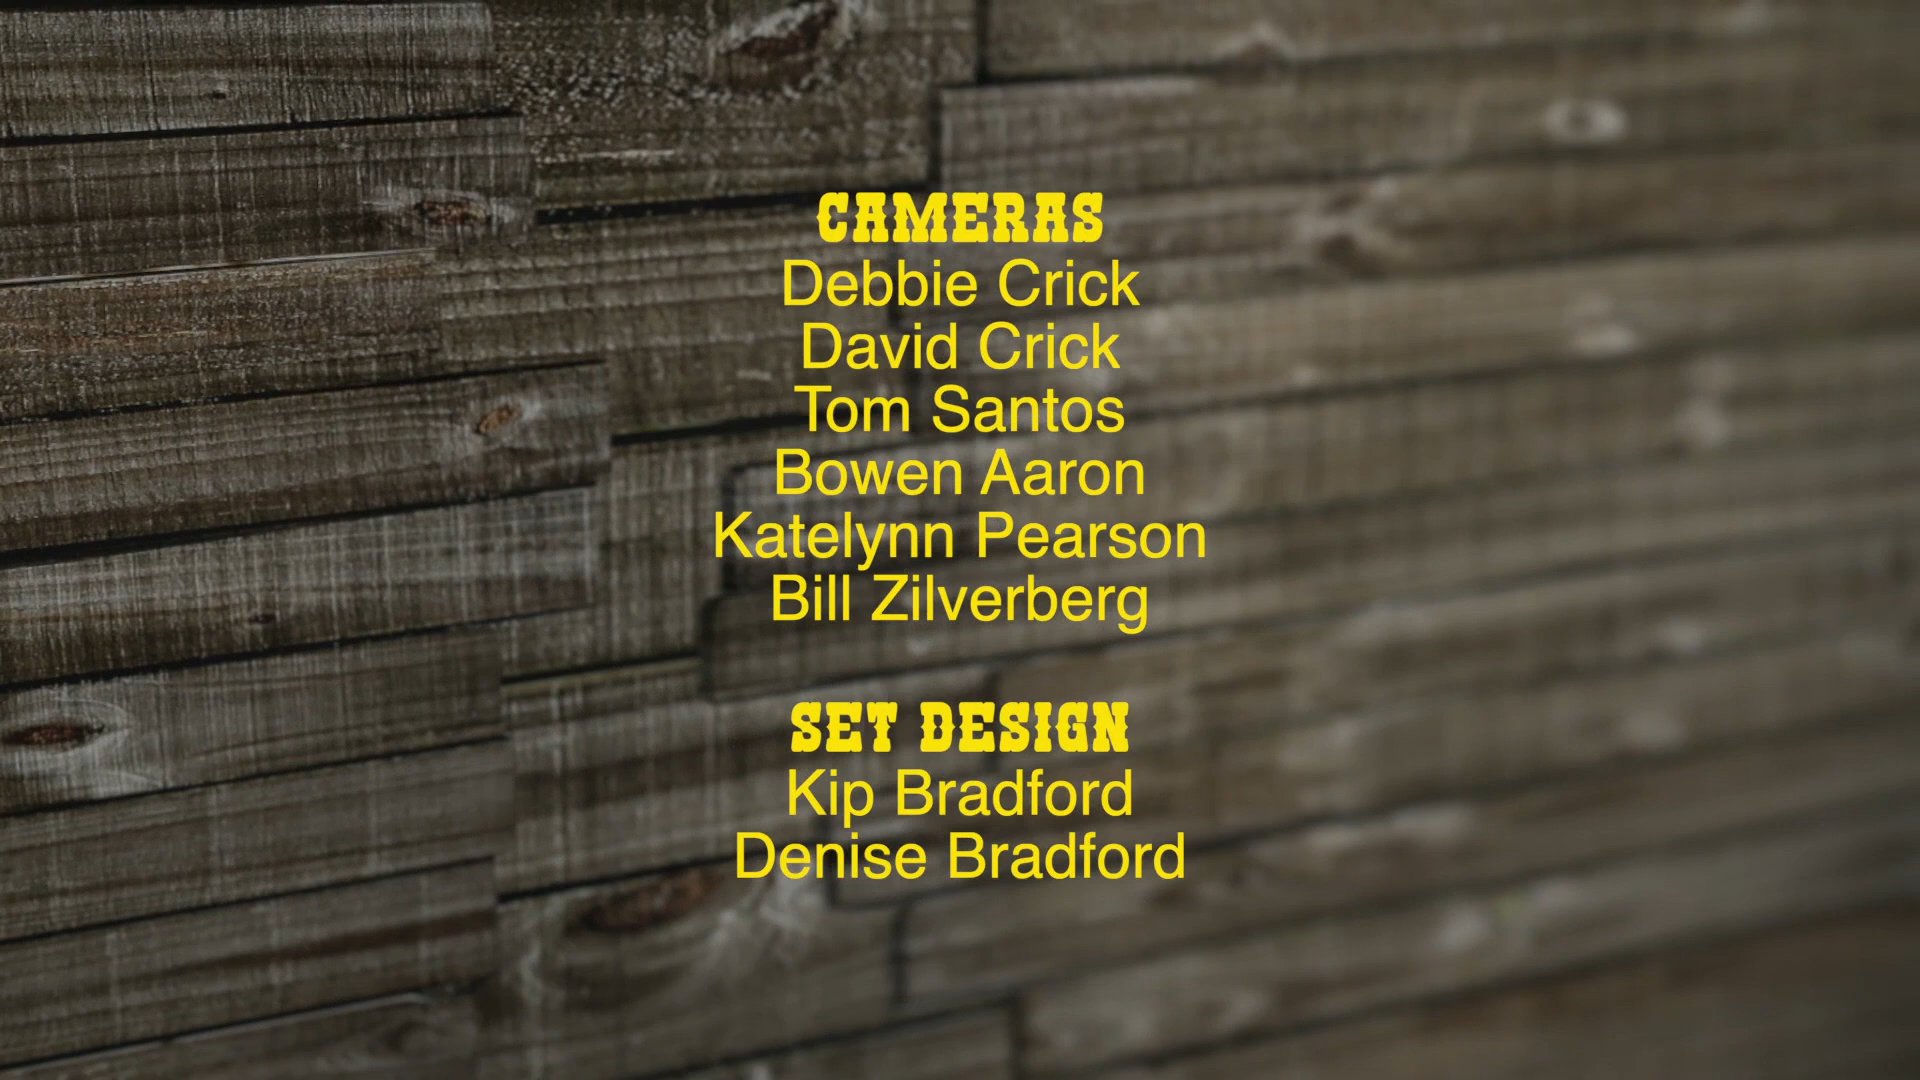 CAMERAS
Debbie Crick
David Crick
Tom Santos
Bowen Aaron
Katelynn Pearson
Bill Zilverberg
SET DESIGN
Kip Bradford
Denise Bradford